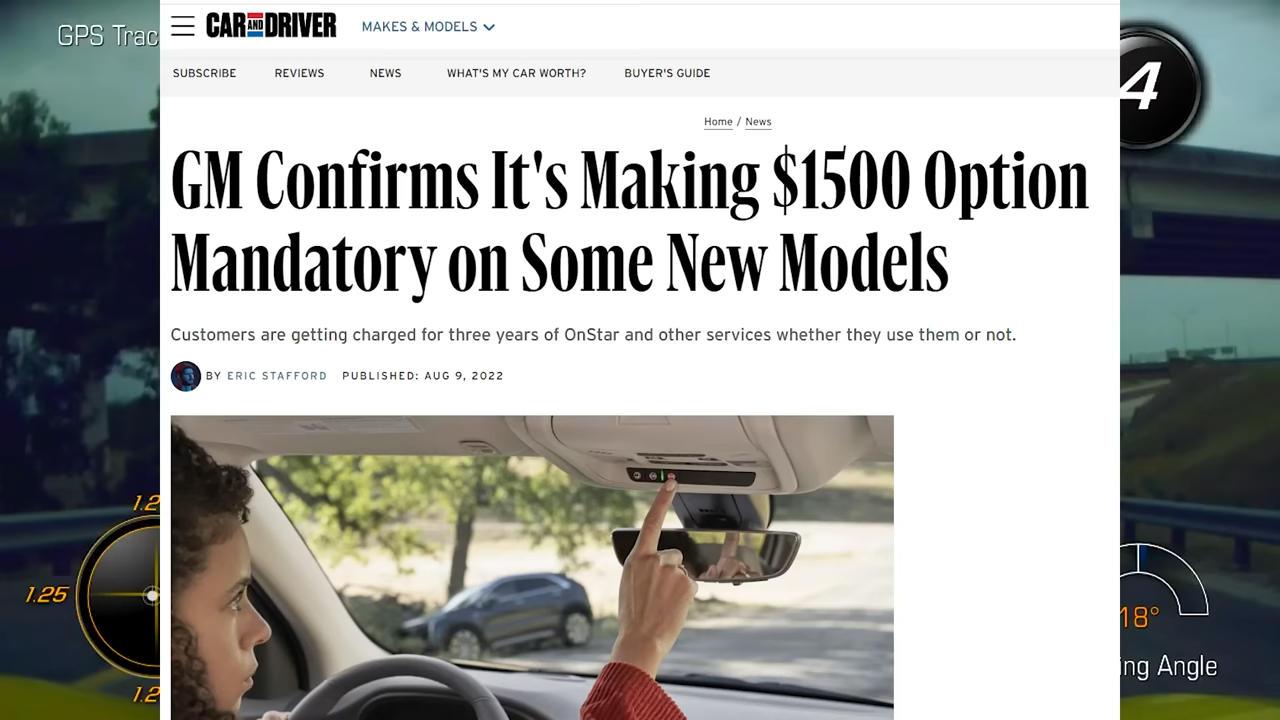 GPS Trac
CAR AND DRIVER
MAKES & MODELS
4
SUBSCRIBE
REVIEWS
NEWS
WHAT'S MY CAR WORTH?
BUYER'S GUIDE
Home / News
GM Confirms It's Making $1500 Option
Mandatory on Some New Models
Customers are getting charged for three years of OnStar and other services whether they use them or not.
BY ERIC STAFFORD PUBLISHED: AUG 9, 2022
1.2
1.25
18°
ing Angle
1.2